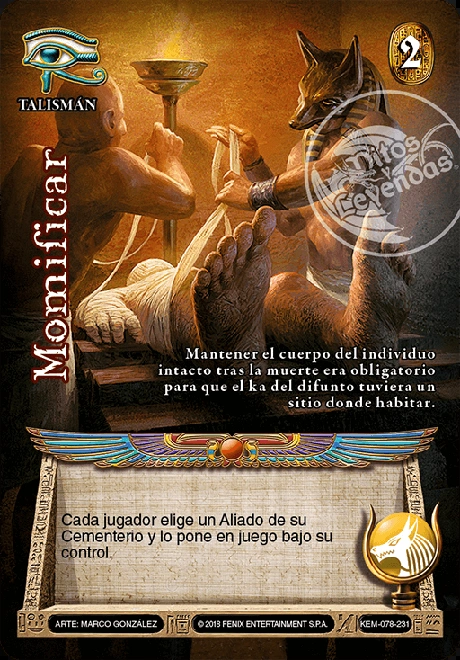 2
TALISMÁN
Mitos
y
Leyendas
Momificar
Mantener el cuerpo del individuo
intacto tras la muerte era obligatorio
para que el ka del difunto tuviera un
sitio donde habitar.
Cada jugador elige un Aliado de su
Cementerio y lo pone en juego bajo su
control.
ARTE: MARCO GONZÁLEZ
© 2018 FENIX ENTERTAINMENT S.P.A.
KEM-078-231